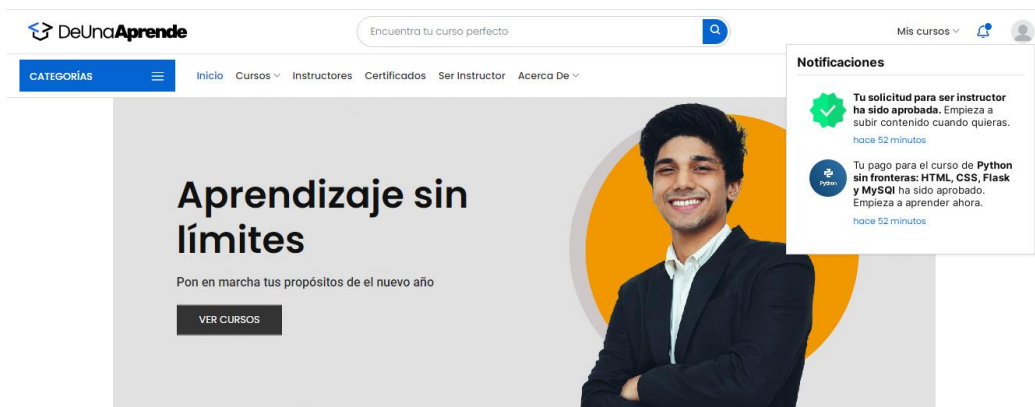 DeUnaAprende
Encuentra tu curso perfecto
Mis cursos
CATEGORÍAS
Inicio Cursos Instructores Certificados Ser Instructor Acerca De
Notificaciones
Tu solicitud para ser instructor
ha sido aprobada. Empieza a
subir contenido cuando quieras.
hace 52 minutos
Python
Tu pago para el curso de Python
sin fronteras: HTML, CSS, Flask
y MySQl ha sido aprobado.
Empieza a aprender ahora.
hace 52 minutos
Aprendizaje sin
límites
Pon en marcha tus propósitos de el nuevo año
VER CURSOS